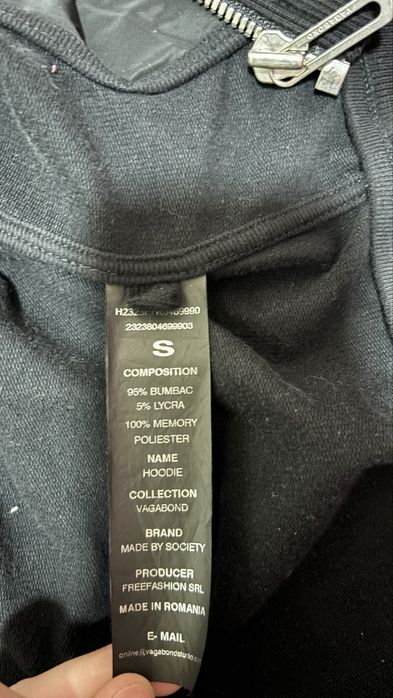 2323804699903
S
COMPOSITION
95% BUMBAC
5% LYCRA
100% MEMORY
POLIESTER
NAME
HOODIE
COLLECTION
VAGABOND
BRAND
MADE BY SOCIETY
PRODUCER
FREEFASHION SRL
MADE IN ROMANIA
E- MAIL